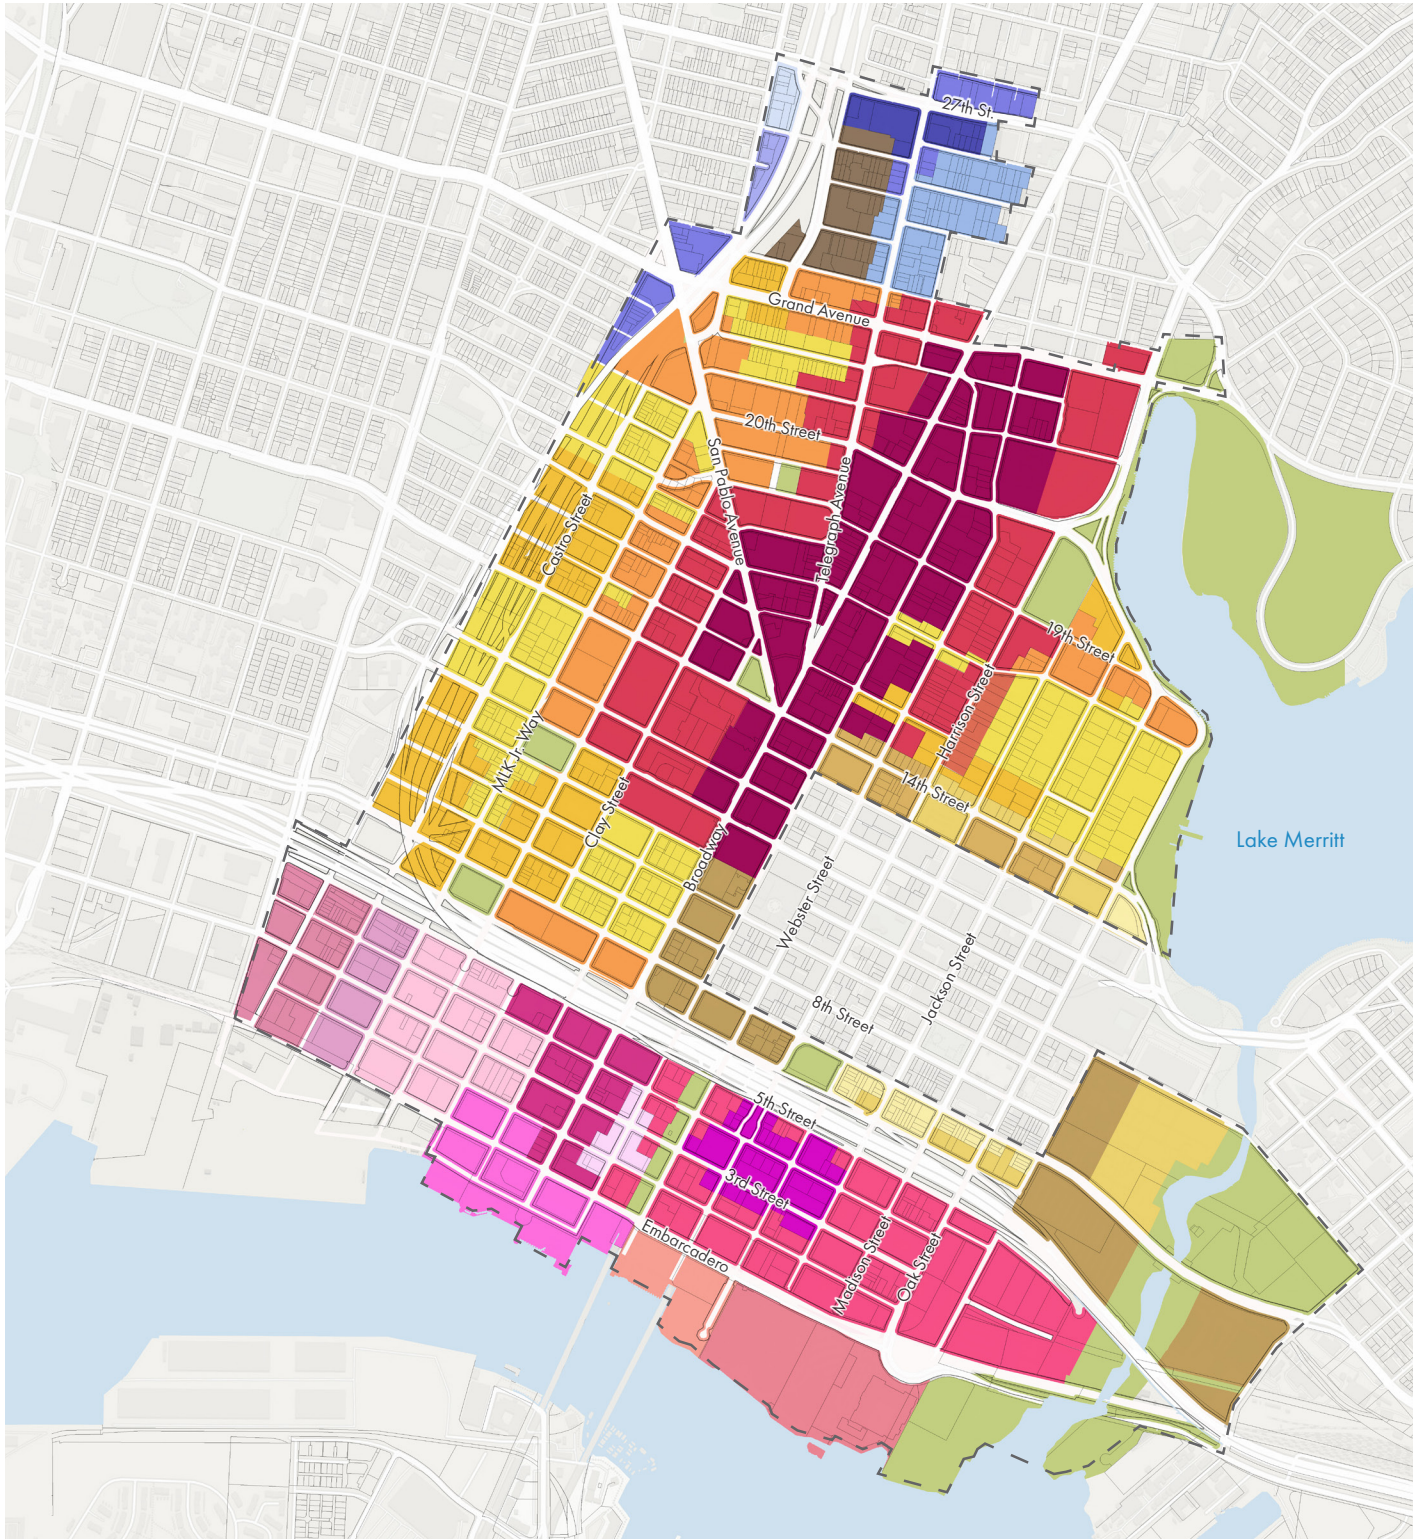 27th St.
Grand Avenue
20th Street
San Pablo Avenue
Telegraph Avenue
Castro Street
19th Street
Harrison Street
MLK Jr. Way
14th Street
Clay Street
Lake Merritt
Broadway
Webster Street
Jackson Street
8th Street
5th Street
3rd Street
Embarcadero
Madison Street
Oak Street